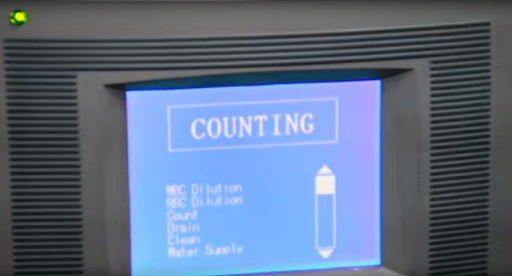 COUNTING
WBC Dilution
RBC Dilution
Count
Drain
Clean
Water Supply